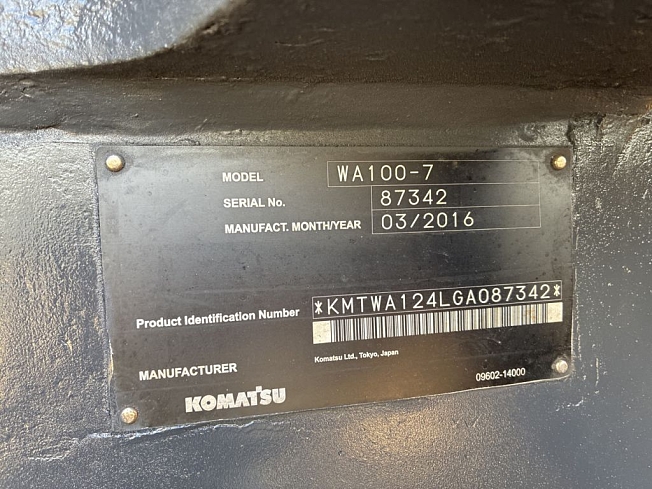 MODEL WA100-7
SERIAL No. 87342
MANUFACT. MONTH/YEAR 03/2016
Product Identification Number *KMTWA124LGA087342*
Komatsu Ltd., Tokyo, Japan
MANUFACTURER
09602-14000
KOMATSU